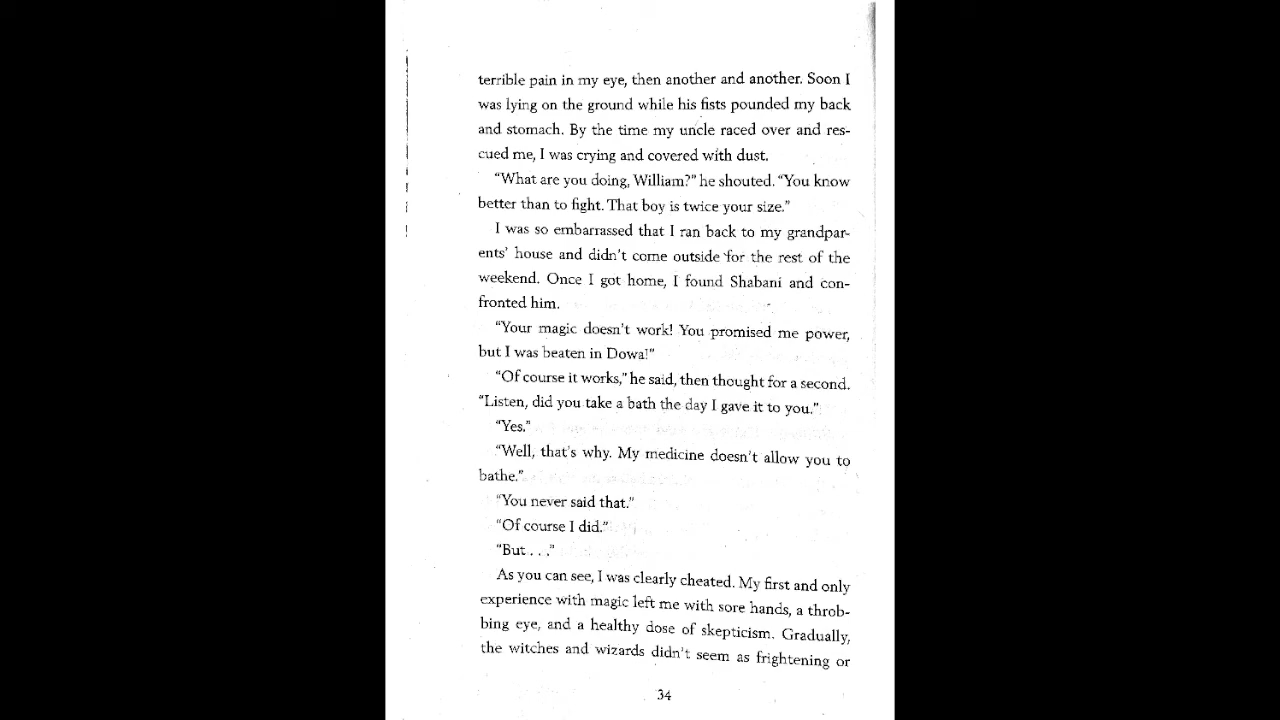 terrible pain in my eye, then another and another. Soon I
was lying on the ground while his fists pounded my back
and stomach. By the time my uncle raced over and res-
cued me, I was crying and covered with dust.
“What are you doing, William?” he shouted. “You know
better than to fight. That boy is twice your size.”
I was so embarrassed that I ran back to my grandpar-
ents’ house and didn’t come outside for the rest of the
weekend. Once I got home, I found Shabani and con-
fronted him.
“Your magic doesn’t work! You promised me power,
but I was beaten in Dowa!”
“Of course it works,” he said, then thought for a second.
“Listen, did you take a bath the day I gave it to you.”
“Yes.”
“Well, that’s why. My medicine doesn’t allow you to
bathe.”
“You never said that.”
“Of course I did.”
“But . . .”
As you can see, I was clearly cheated. My first and only
experience with magic left me with sore hands, a throb-
bing eye, and a healthy dose of skepticism. Gradually,
the witches and wizards didn’t seem as frightening or
34